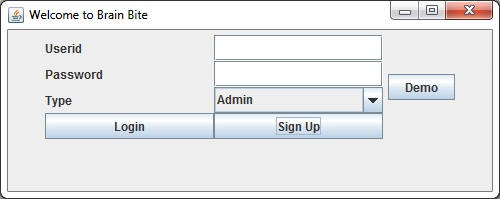 Welcome to Brain Bite
Userid
Password
Type Admin
Demo
Login Sign Up